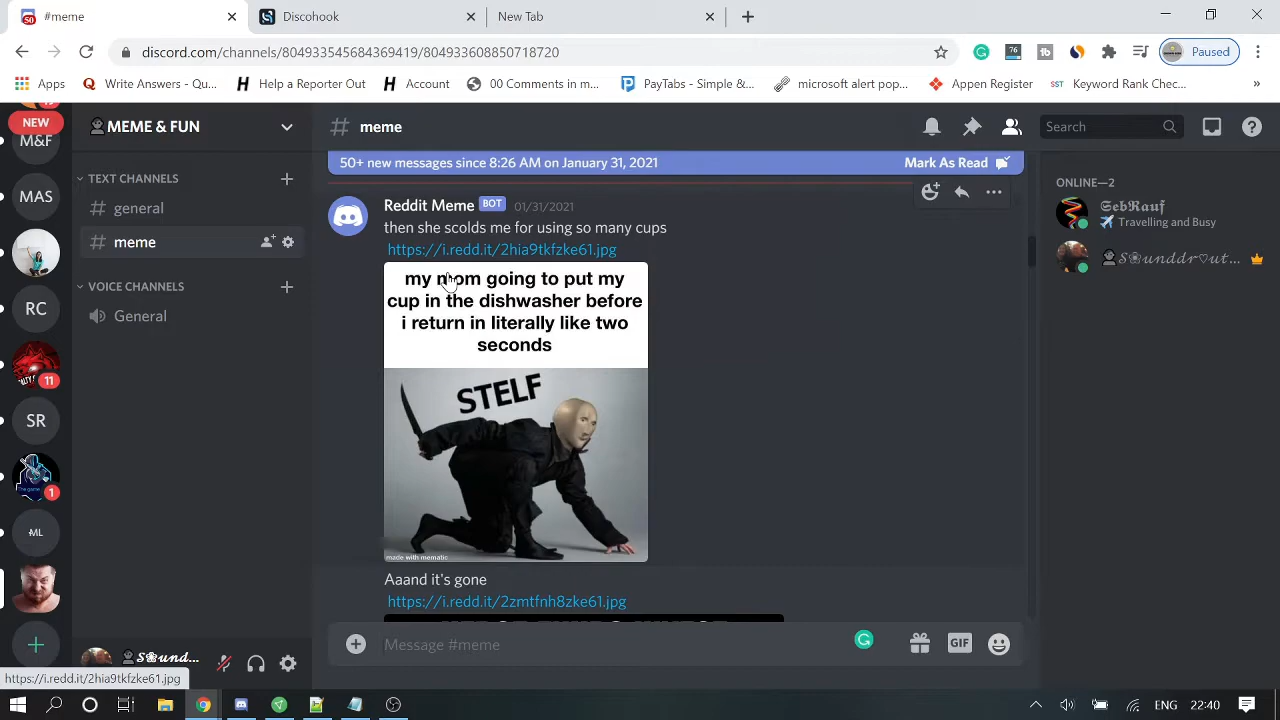 #meme
Discohook
New Tab
discord.com/channels/804933545684369419/804933608850718720
76
Paused
Apps
Write Answers - Qu...
Help a Reporter Out
Account
00 Comments in m...
PayTabs - Simple &...
microsoft alert pop...
Appen Register
SST Keyword Rank Chec...
»
NEW
M&F
MAS
RC
11
SR
1
ML
MEME & FUN
TEXT CHANNELS
# general
# meme
VOICE CHANNELS
General
# meme
Search
50+ new messages since 8:26 AM on January 31, 2021
Mark As Read
Reddit Meme BOT 01/31/2021
then she scolds me for using so many cups
https://i.redd.it/2hia9tkfzke61.jpg
my mom going to put my
cup in the dishwasher before
i return in literally like two
seconds
STELF
made with mematic
Aaand it's gone
https://i.redd.it/2zmtfnh8zke61.jpg
Message #meme
GIF
ONLINE—2
𝕾𝖊𝖇𝕽𝖆𝖚𝖋
Travelling and Busy
𝓢❀𝓾𝓷𝓭𝓭𝓻♡𝓾𝓽...
𝓢❀𝓾𝓷𝓭...
https://i.redd.it/2hia9tkfzke61.jpg
ENG
22:40